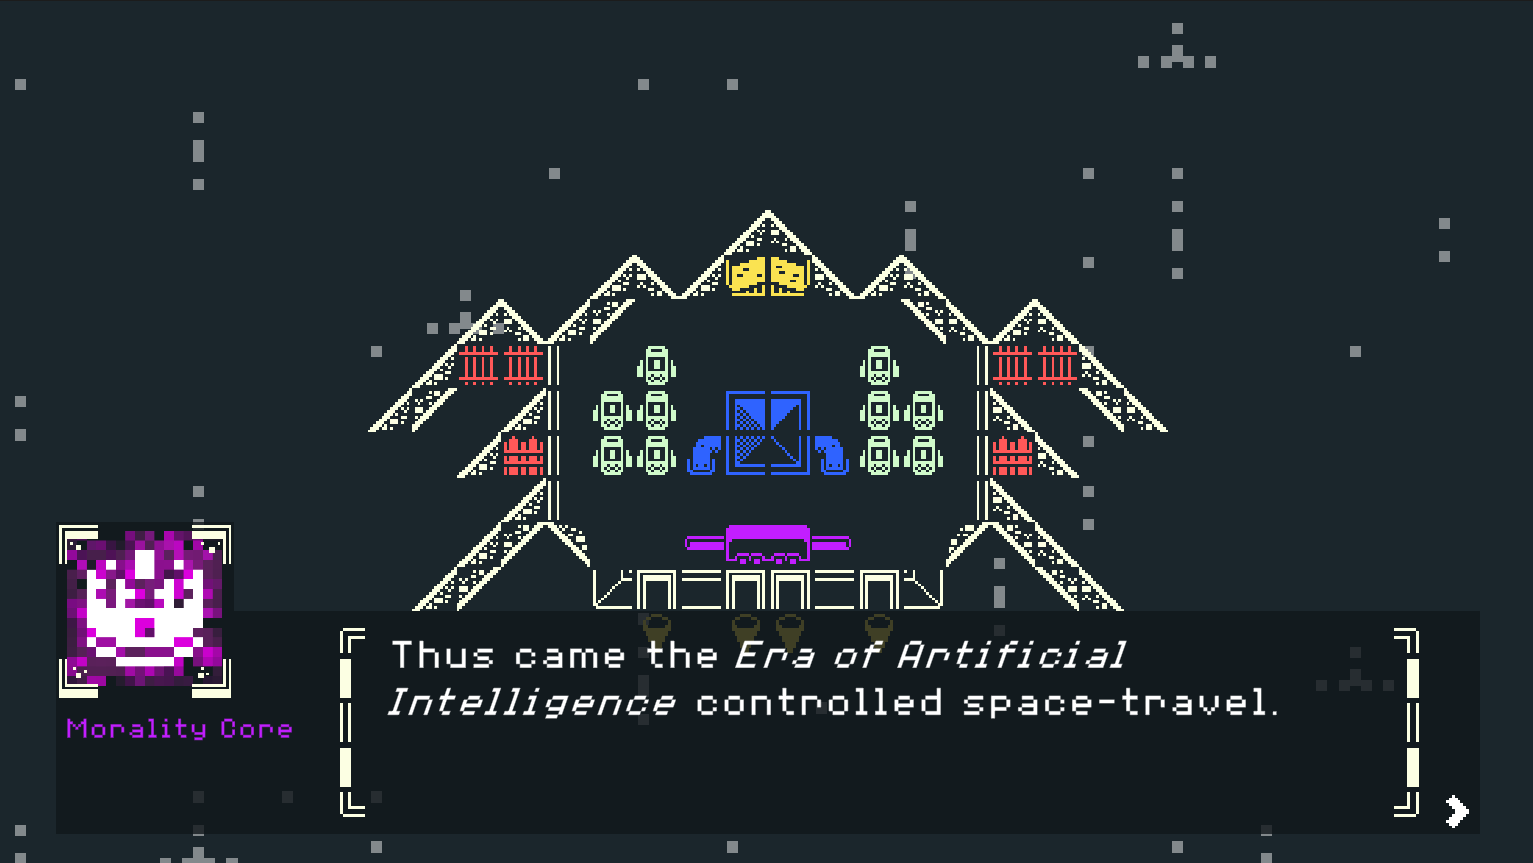 Thus came the Era of Artificial
Intelligence controlled space-travel.
Morality Core